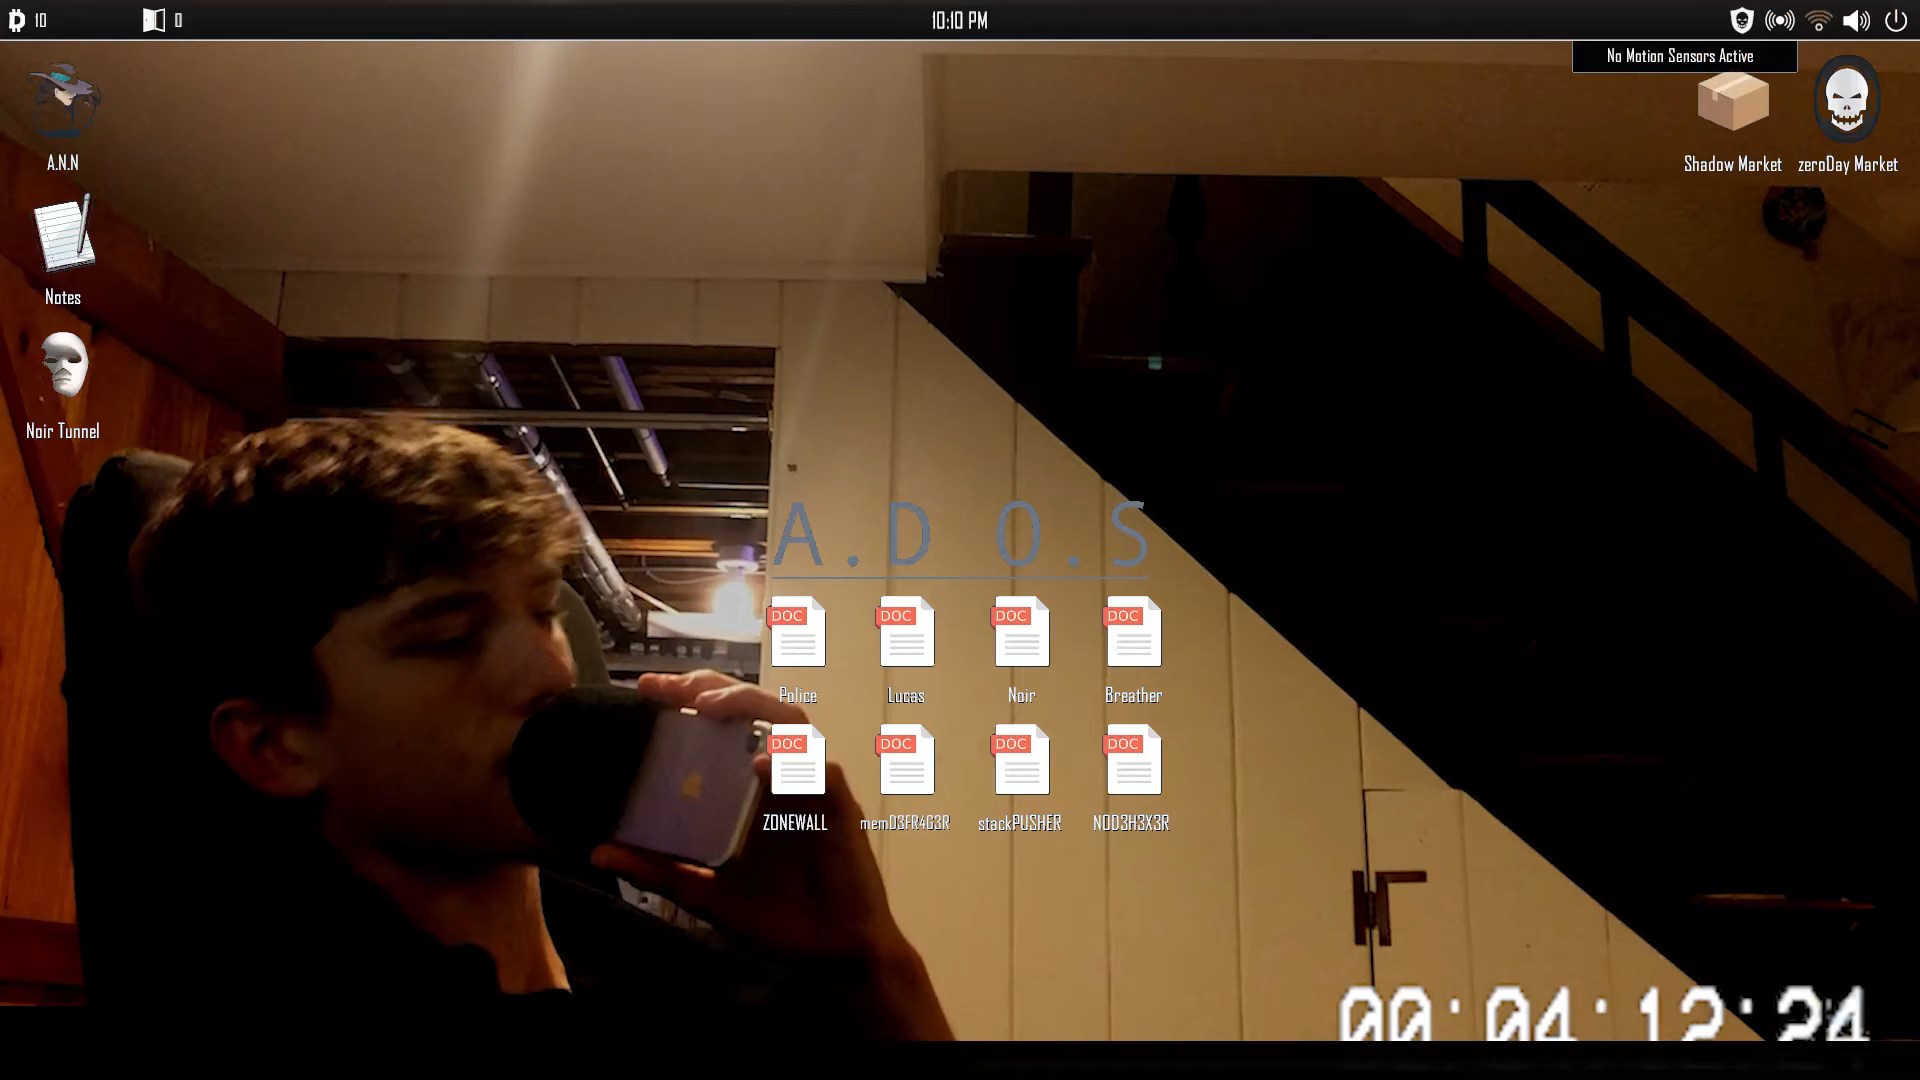 10
0
10:10 PM
No Motion Sensors Active
A.N.N
Shadow Market
zeroDay Market
Notes
Noir Tunnel
A.D O.S
DOC
DOC
DOC
DOC
Police
Lucas
Noir
Breather
DOC
DOC
DOC
DOC
ZONEWALL
memD3FR4G3R
stackPUSHER
N0D3H3X3R
00:04:12:24